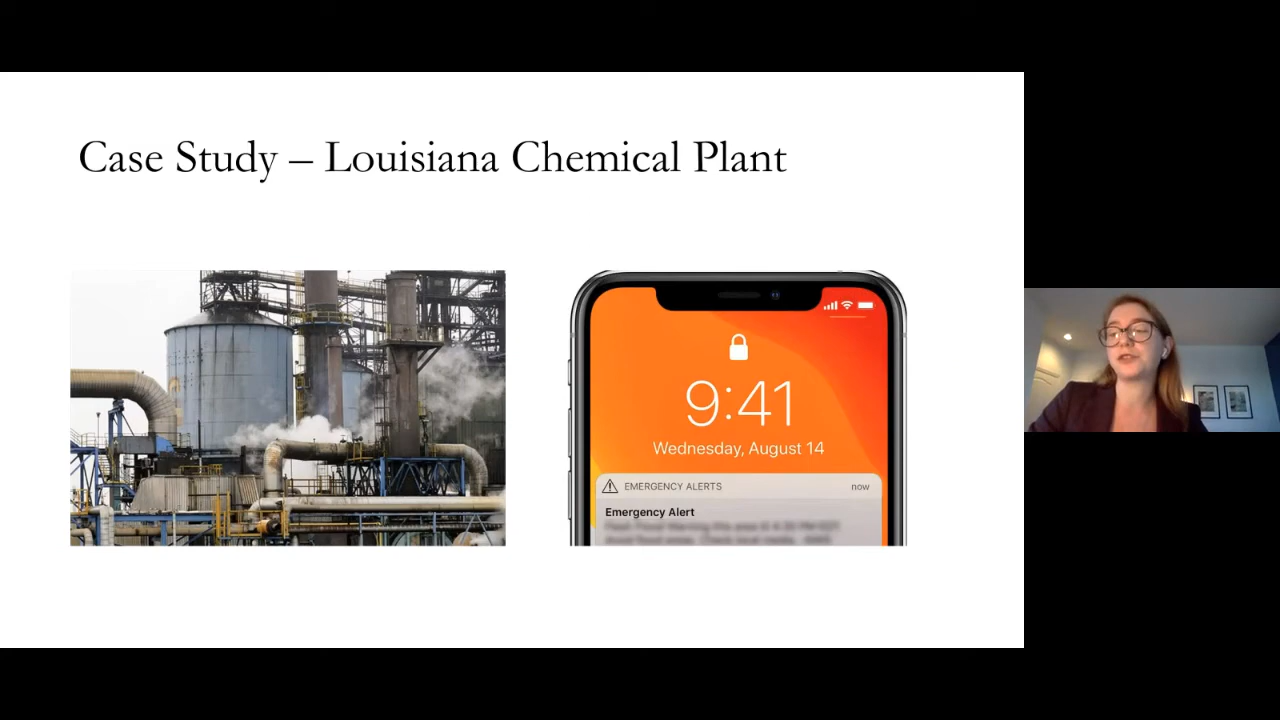 Case Study – Louisiana Chemical Plant
9:41
Wednesday, August 14
EMERGENCY ALERTS now
Emergency Alert